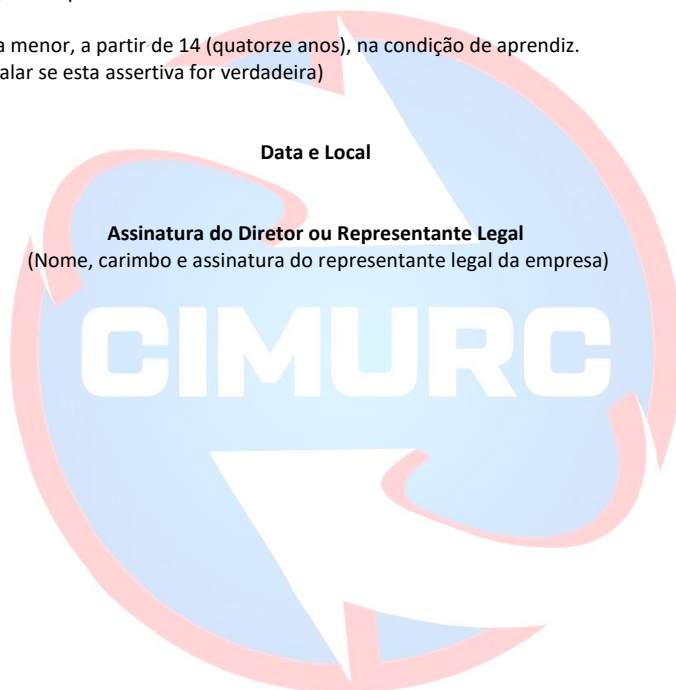 a menor, a partir de 14 (quatorze anos), na condição de aprendiz.
alar se esta assertiva for verdadeira)
Data e Local
Assinatura do Diretor ou Representante Legal
(Nome, carimbo e assinatura do representante legal da empresa)
CIMURC